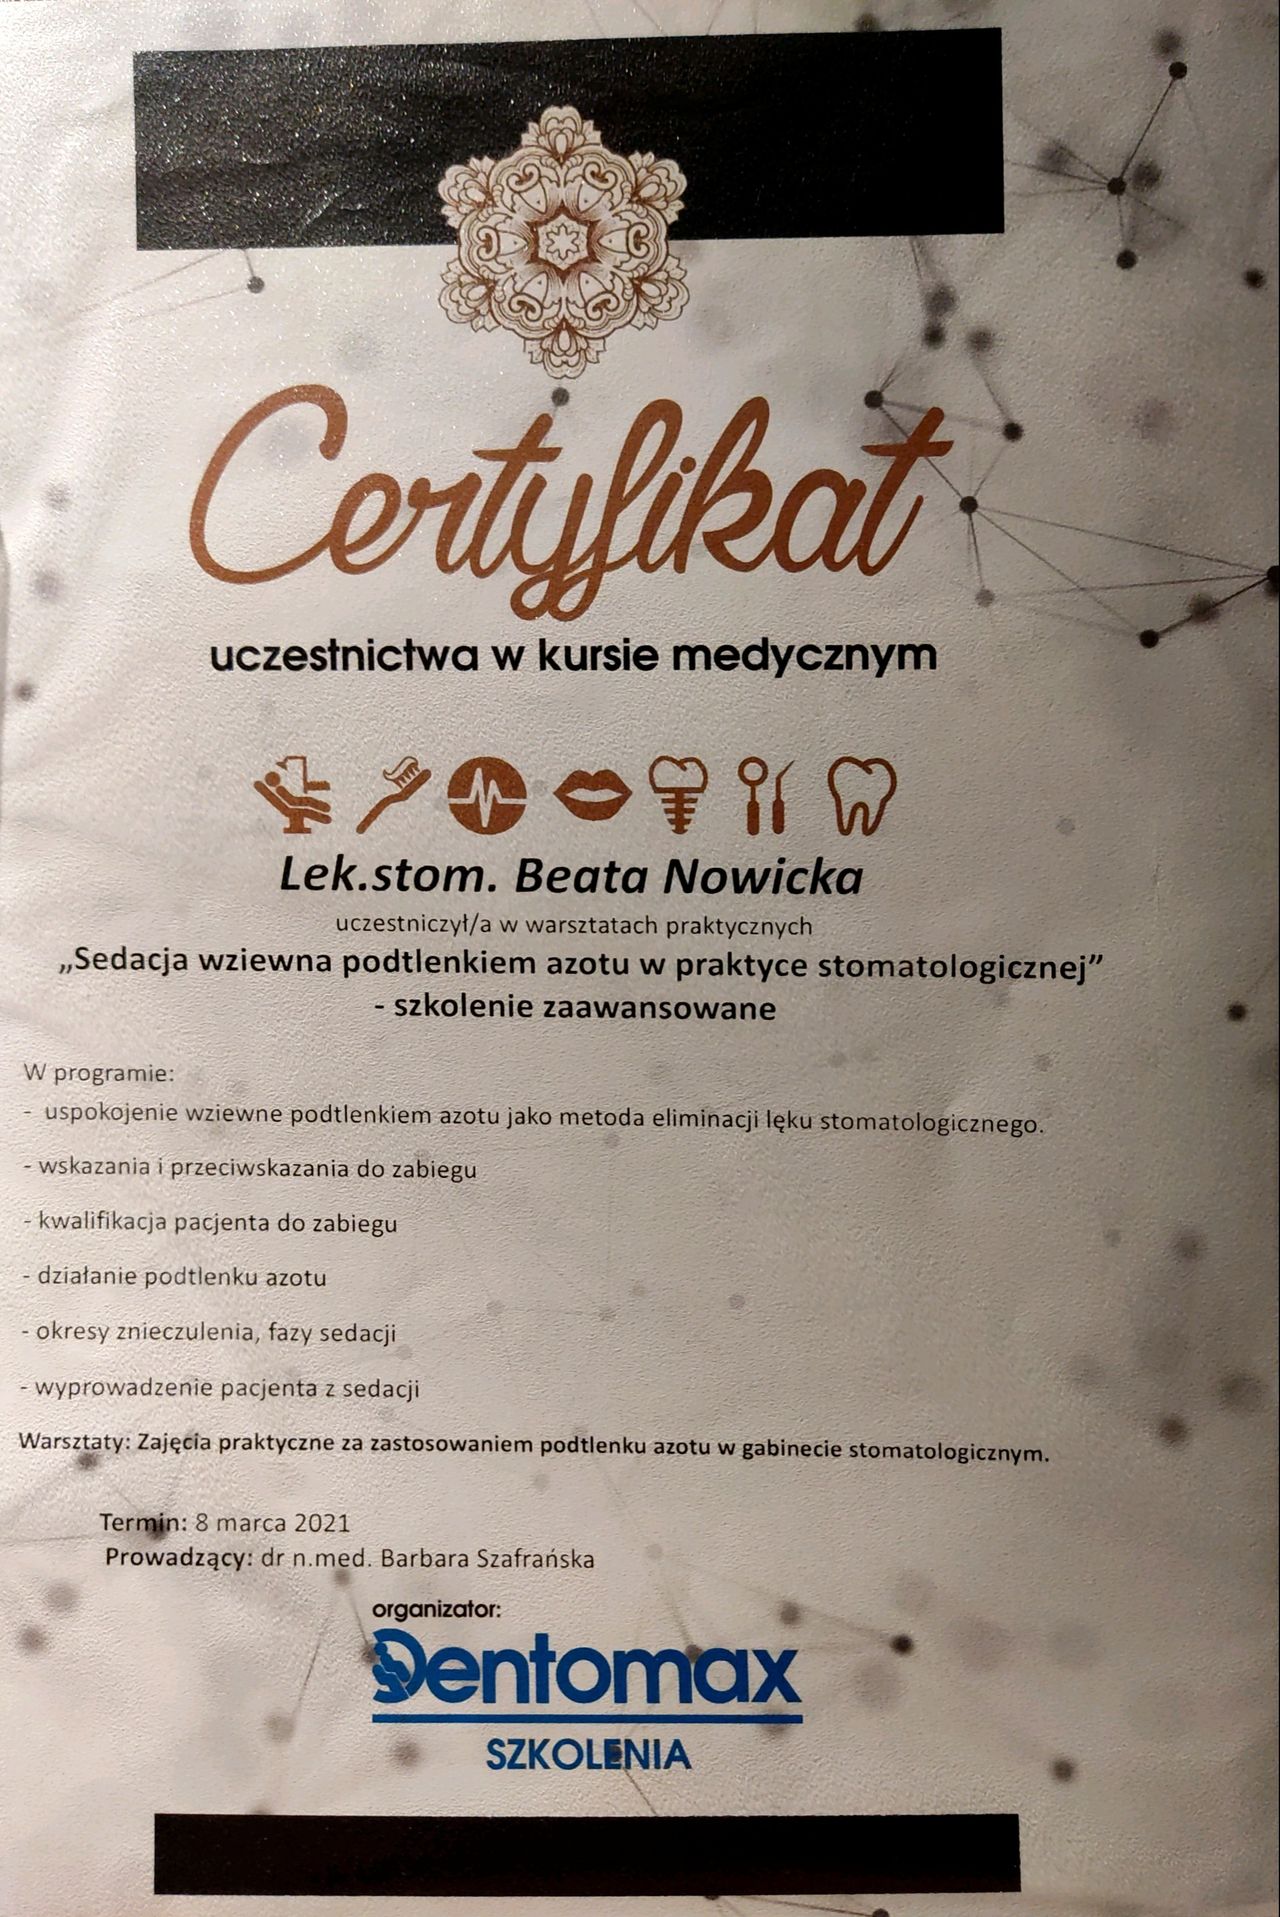 Certyfikat
uczestnictwa w kursie medycznym
Lek.stom. Beata Nowicka
uczestniczył/a w warsztatach praktycznych
„Sedacja wziewna podtlenkiem azotu w praktyce stomatologicznej”
- szkolenie zaawansowane
W programie:
- uspokojenie wziewne podtlenkiem azotu jako metoda eliminacji lęku stomatologicznego.
- wskazania i przeciwskazania do zabiegu
- kwalifikacja pacjenta do zabiegu
- działanie podtlenku azotu
- okresy znieczulenia, fazy sedacji
- wyprowadzenie pacjenta z sedacji
Warsztaty: Zajęcia praktyczne za zastosowaniem podtlenku azotu w gabinecie stomatologicznym.
Termin: 8 marca 2021
Prowadzący: dr n.med. Barbara Szafrańska
organizator:
Dentomax
SZKOLENIA